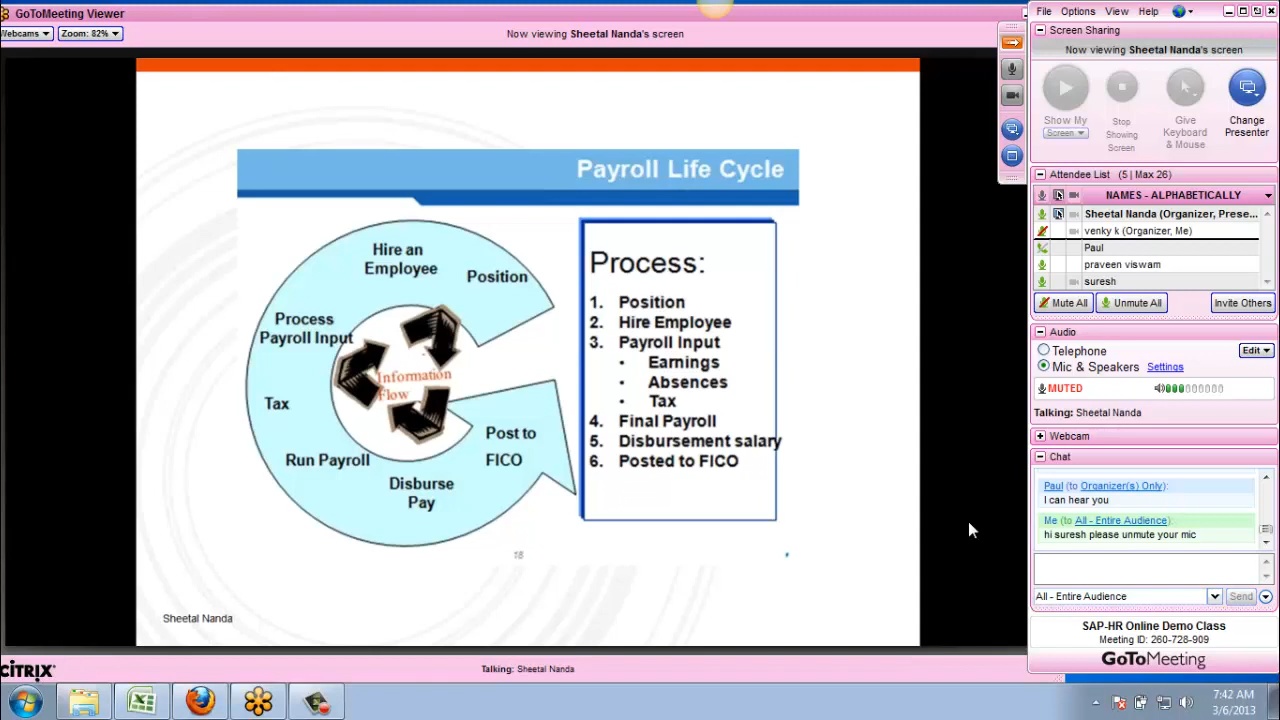 GoToMeeting Viewer
Webcams
Zoom: 82%
Now viewing Sheetal Nanda's screen
Payroll Life Cycle
Hire an
Employee
Position
Process
Payroll Input
Information
Flow
Tax
Run Payroll
Disburse
Pay
Post to
FICO
Process:
1. Position
2. Hire Employee
3. Payroll Input
• Earnings
• Absences
• Tax
4. Final Payroll
5. Disbursement salary
6. Posted to FICO
18
Sheetal Nanda
CITRIX
Talking: Sheetal Nanda
File Options View Help
Screen Sharing
Now viewing Sheetal Nanda's screen
Show My
Screen
Stop
Showing
Screen
Give
Keyboard
& Mouse
Change
Presenter
Attendee List (5 | Max 26)
NAMES - ALPHABETICALLY
Sheetal Nanda (Organizer, Prese...
venky k (Organizer, Me)
Paul
praveen viswam
suresh
Mute All
Unmute All
Invite Others
Audio
Telephone
Mic & Speakers Settings
Edit
MUTED
Talking: Sheetal Nanda
Webcam
Chat
Paul (to Organizer(s) Only):
I can hear you
Me (to All - Entire Audience):
hi suresh please unmute your mic
All - Entire Audience
Send
SAP-HR Online Demo Class
Meeting ID: 260-728-909
GoToMeeting
7:42 AM
3/6/2013